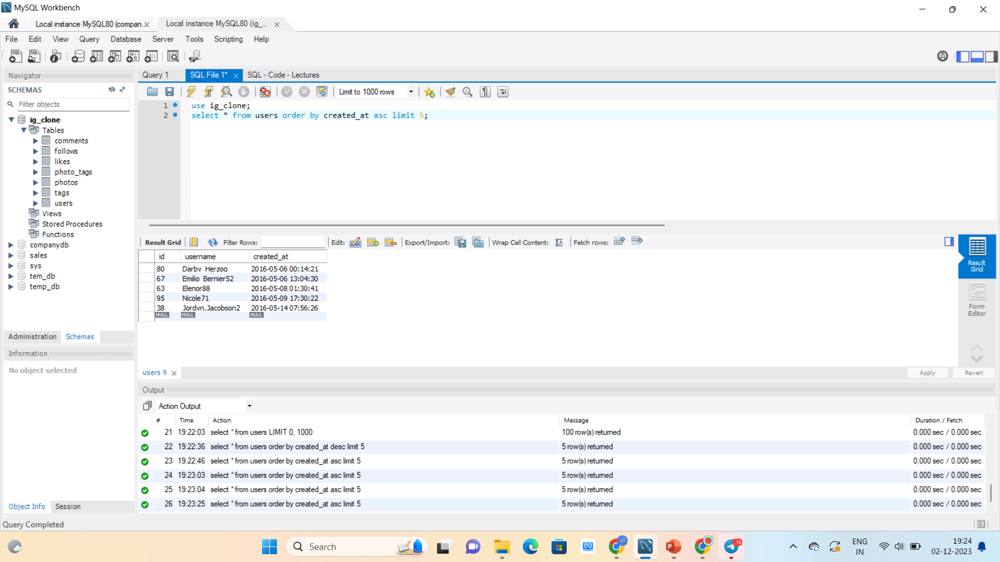 MySQL Workbench
Local instance MySQL80 (compan. Local instance MySQL80 (ig_...
File Edit View Query Database Server Tools Scripting Help
Navigator
Query 1 SQL File 1* SQL - Code - Lectures
SCHEMAS
Limit to 1000 rows
Filter objects
1 use ig_clone;
2 select * from users order by created_at asc limit 5;
ig_clone
Tables
comments
follows
likes
photo_tags
photos
tags
users
Views
Stored Procedures
Functions
companydb
sales
sys
tem_db
temp_db
Administration Schemas
Information
No object selected
Object Info Session
Result Grid Filter Rows: Edit: Export/Import: Wrap Cell Content: Fetch rows:
id username created_at
80 Darby_Herzog 2016-05-06 00:14:21
67 Emilio_Bernier52 2016-05-06 13:04:30
63 Elenor88 2016-05-08 01:30:41
95 Nicole71 2016-05-09 17:30:22
38 Jordyn.Jacobson2 2016-05-14 07:56:26
NULL NULL NULL
Result Grid
Form Editor
users 9 Apply Revert
Output
Action Output
# Time Action Message Duration / Fetch
21 19:22:03 select * from users LIMIT 0, 1000 100 row(s) returned 0.000 sec / 0.000 sec
22 19:22:36 select * from users order by created_at desc limit 5 5 row(s) returned 0.000 sec / 0.000 sec
23 19:22:46 select * from users order by created_at asc limit 5 5 row(s) returned 0.000 sec / 0.000 sec
24 19:23:03 select * from users order by created_at asc limit 5 5 row(s) returned 0.000 sec / 0.000 sec
25 19:23:04 select * from users order by created_at asc limit 5 5 row(s) returned 0.000 sec / 0.000 sec
26 19:23:25 select * from users order by created_at asc limit 5 5 row(s) returned 0.000 sec / 0.000 sec
Query Completed
Search
16
ENG
IN
19:24
02-12-2023